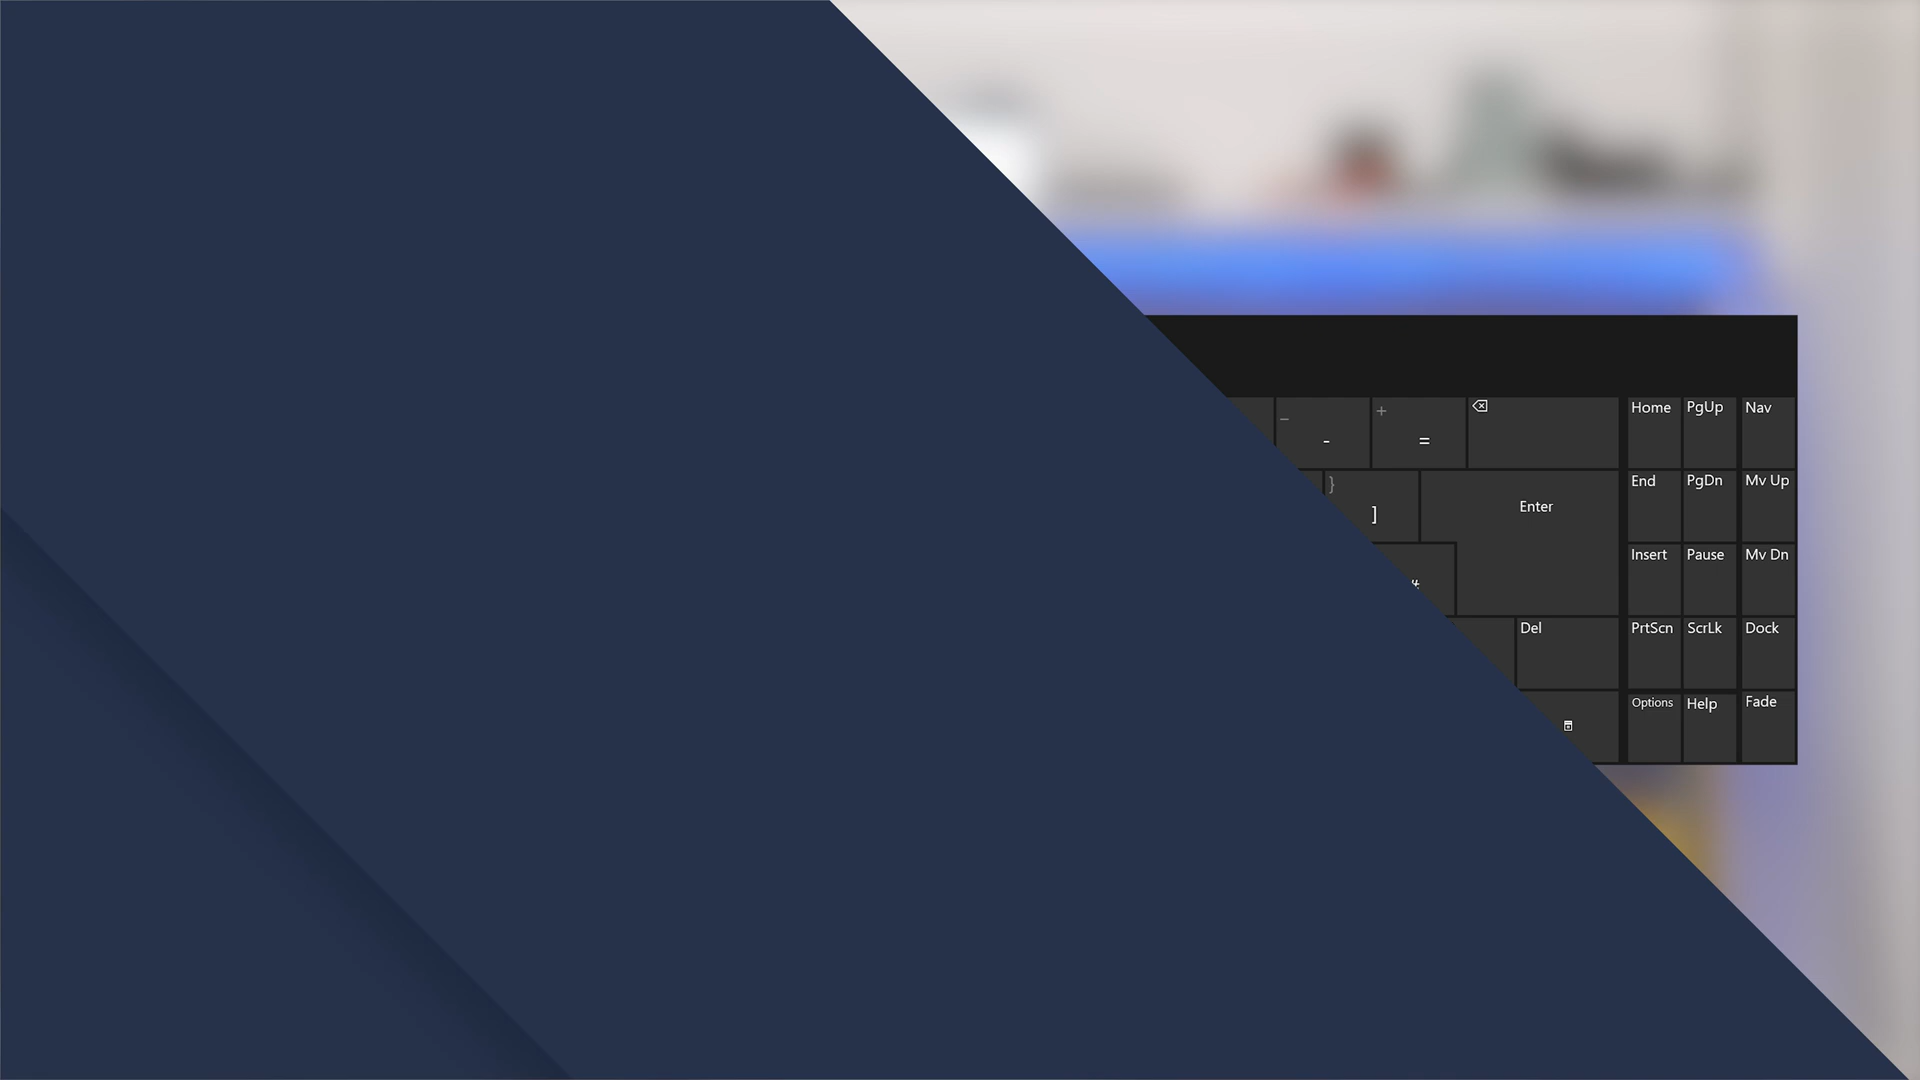 _ + ⌫ Home PgUp Nav
- =
} End PgDn Mv Up
] Enter
Insert Pause Mv Dn
#
Del PrtScn ScrLk Dock
Options Help Fade